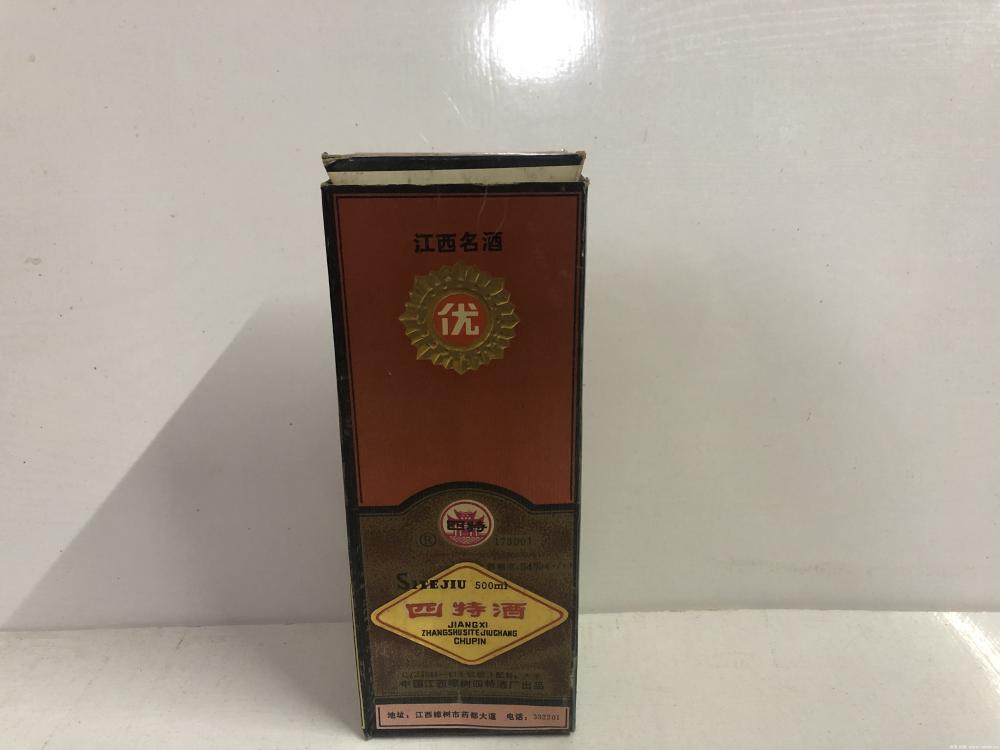 江西名酒
优
四特
®
173001
SITEJIU 500ml
四特酒
JIANGXI
ZHANGSHUSITEJIUCHANG
CHUPIN
中国江西樟树四特酒厂出品
地址:江西樟树市药都大道 电话:332201